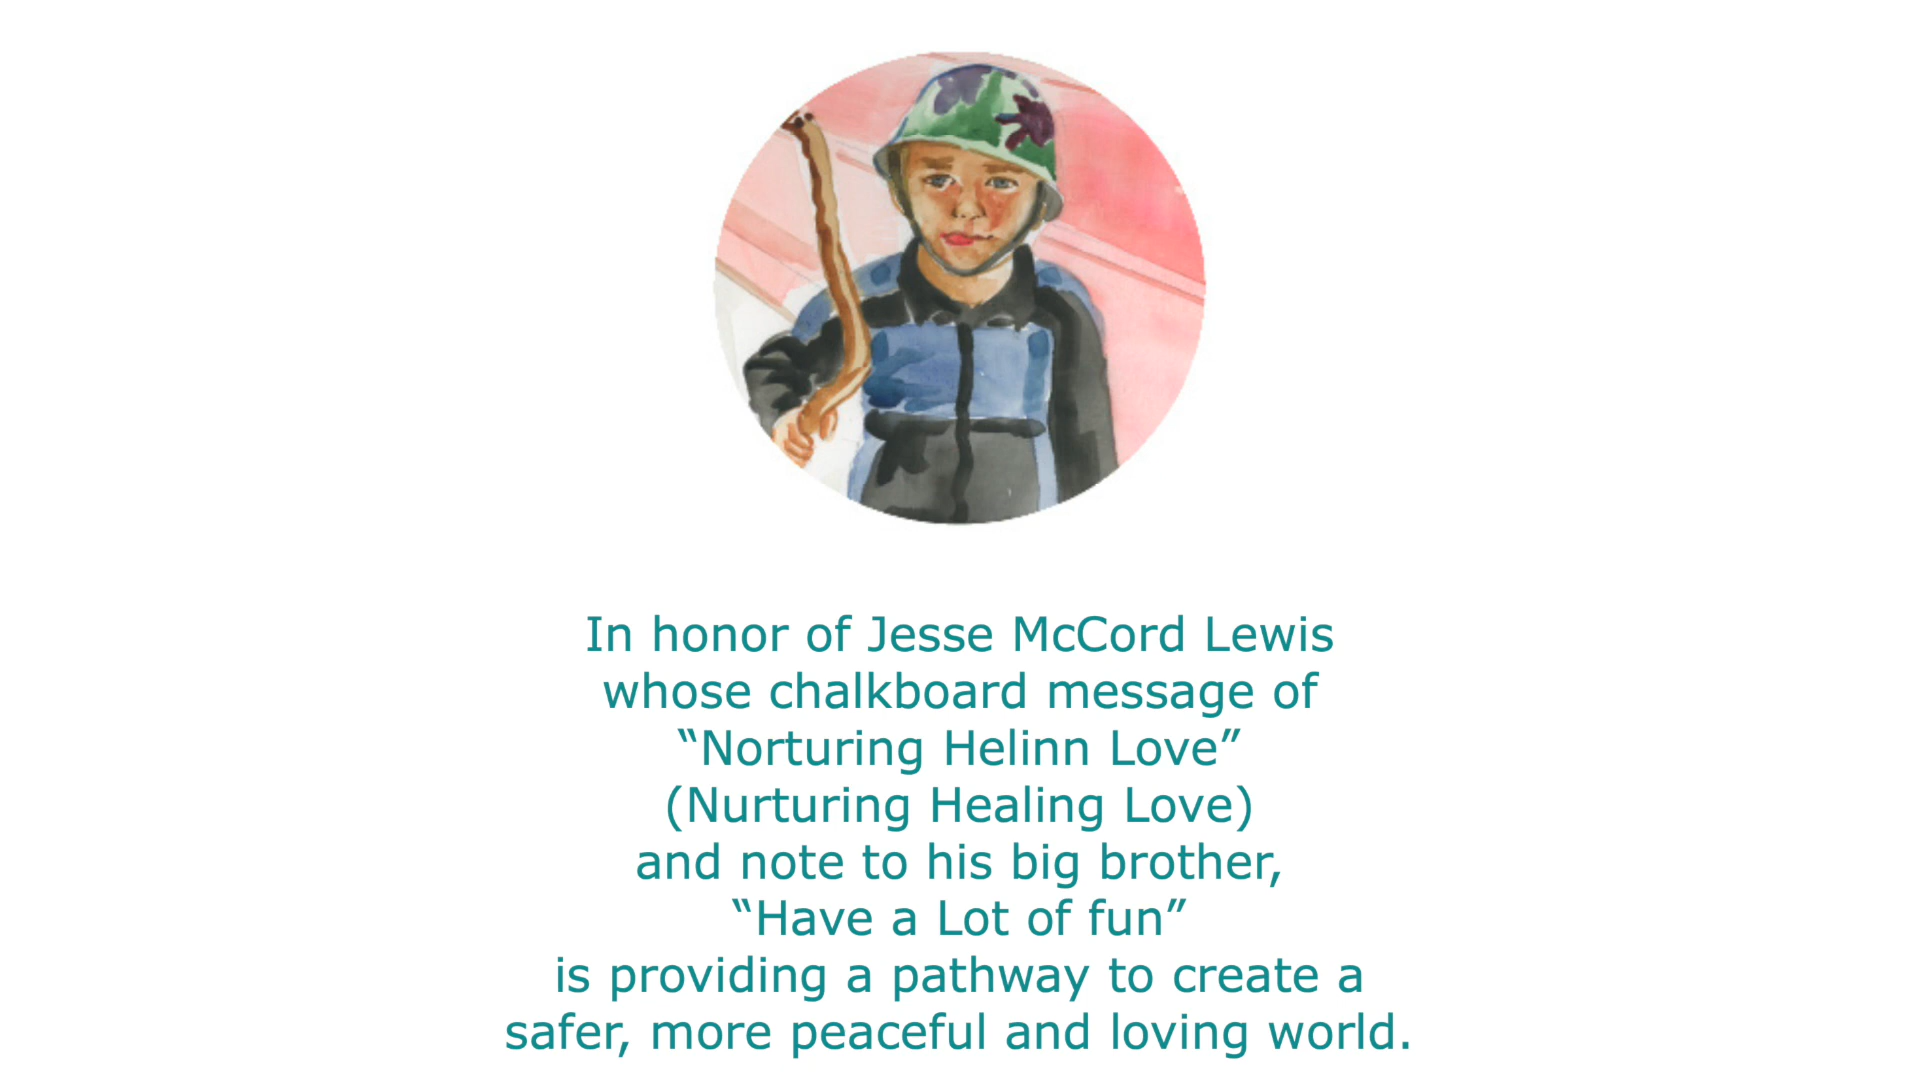 In honor of Jesse McCord Lewis
whose chalkboard message of
“Norturing Helinn Love”
(Nurturing Healing Love)
and note to his big brother,
“Have a Lot of fun”
is providing a pathway to create a
safer, more peaceful and loving world.